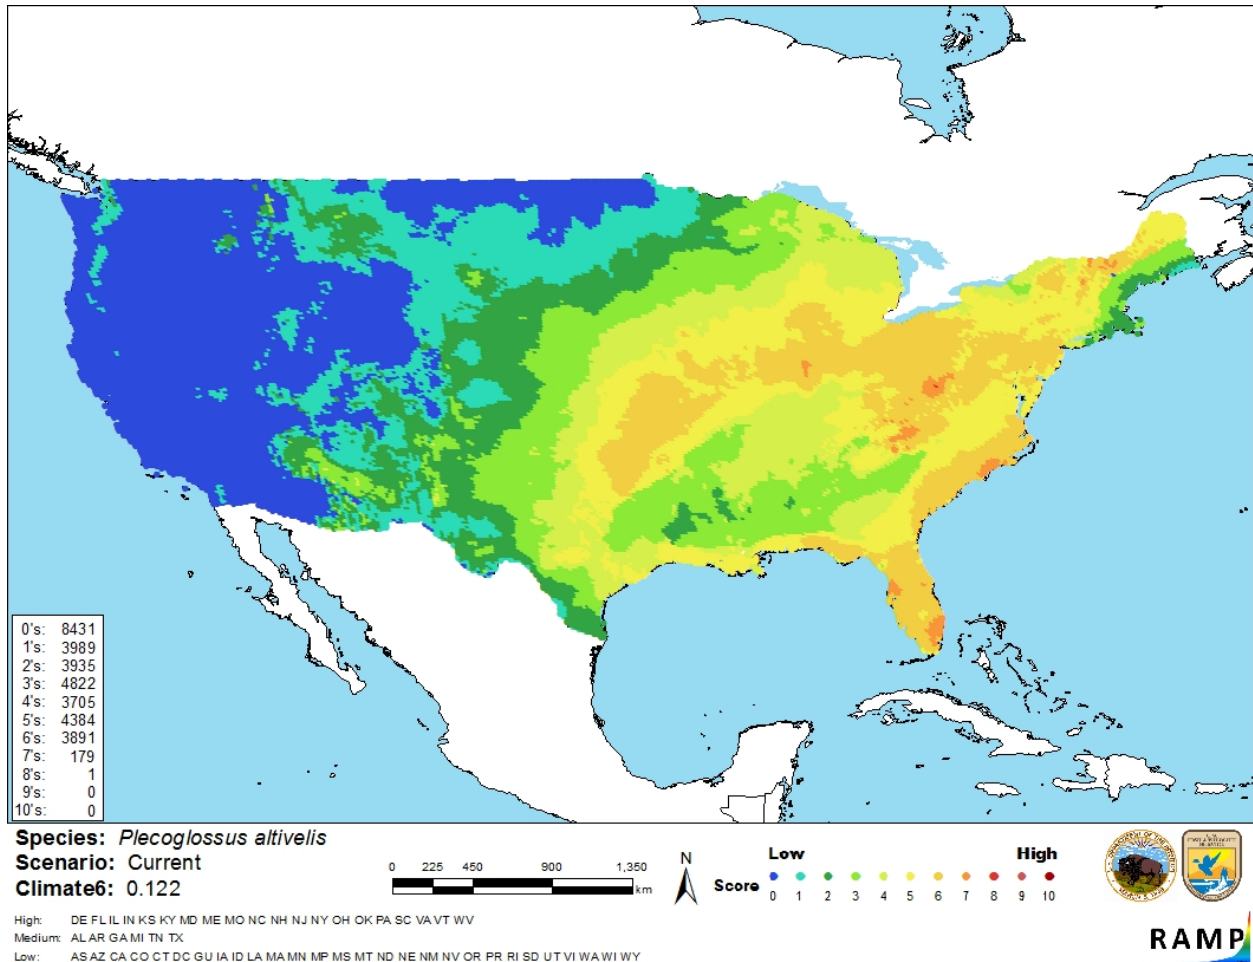 0's: 8431
1's: 3989
2's: 3935
3's: 4822
4's: 3705
5's: 4384
6's: 3891
7's: 179
8's: 1
9's: 0
10's: 0
Species: Plecoglossus altivelis
Scenario: Current
Climate6: 0.122
0 225 450 900 1,350
km
N
Low High
Score 0 1 2 3 4 5 6 7 8 9 10
High: DE FL IL IN KS KY MD ME MO NC NH NJ NY OH OK PA SC VA VT WV
Medium: AL AR GA MI TN TX
Low: AS AZ CA CO CT DC GU IA ID LA MA MN MP MS MT ND NE NM NV OR PR RI SD UT VI WA WI WY
RAMP